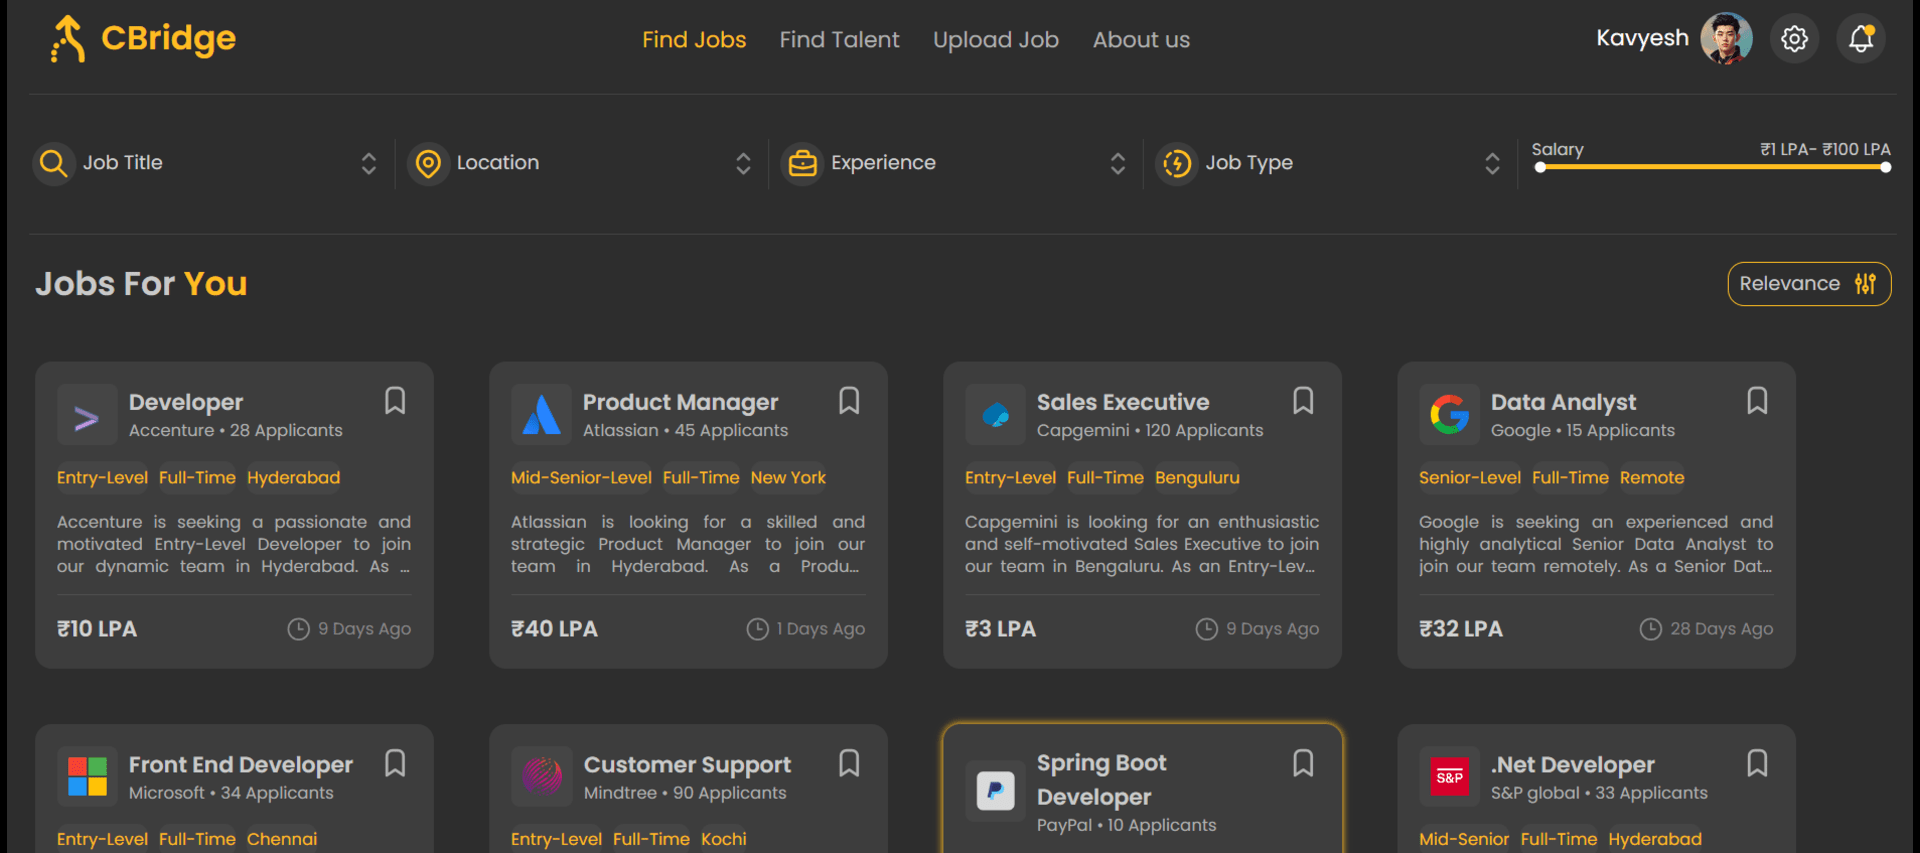 CBridge
Find Jobs Find Talent Upload Job About us
Kavyesh
Job Title
Location
Experience
Job Type
Salary ₹1 LPA- ₹100 LPA
Jobs For You
Relevance
Developer
Accenture • 28 Applicants
Entry-Level Full-Time Hyderabad
Accenture is seeking a passionate and
motivated Entry-Level Developer to join
our dynamic team in Hyderabad. As ...
₹10 LPA 9 Days Ago
Product Manager
Atlassian • 45 Applicants
Mid-Senior-Level Full-Time New York
Atlassian is looking for a skilled and
strategic Product Manager to join our
team in Hyderabad. As a Produ...
₹40 LPA 1 Days Ago
Sales Executive
Capgemini • 120 Applicants
Entry-Level Full-Time Benguluru
Capgemini is looking for an enthusiastic
and self-motivated Sales Executive to join
our team in Bengaluru. As an Entry-Lev...
₹3 LPA 9 Days Ago
Data Analyst
Google • 15 Applicants
Senior-Level Full-Time Remote
Google is seeking an experienced and
highly analytical Senior Data Analyst to
join our team remotely. As a Senior Dat...
₹32 LPA 28 Days Ago
Front End Developer
Microsoft • 34 Applicants
Entry-Level Full-Time Chennai
Customer Support
Mindtree • 90 Applicants
Entry-Level Full-Time Kochi
Spring Boot
Developer
PayPal • 10 Applicants
S&P
.Net Developer
S&P global • 33 Applicants
Mid-Senior Full-Time Hyderabad